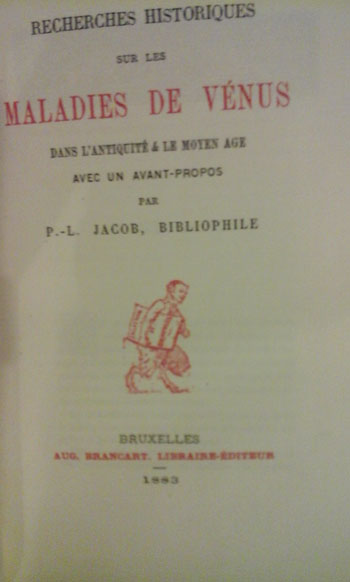 RECHERCHES HISTORIQUES
SUR LES
MALADIES DE VÉNUS
DANS L'ANTIQUITÉ & LE MOYEN AGE
AVEC UN AVANT-PROPOS
PAR
P.-L. JACOB, BIBLIOPHILE
BRUXELLES
AUG. BRANCART, LIBRAIRE-ÉDITEUR
1883